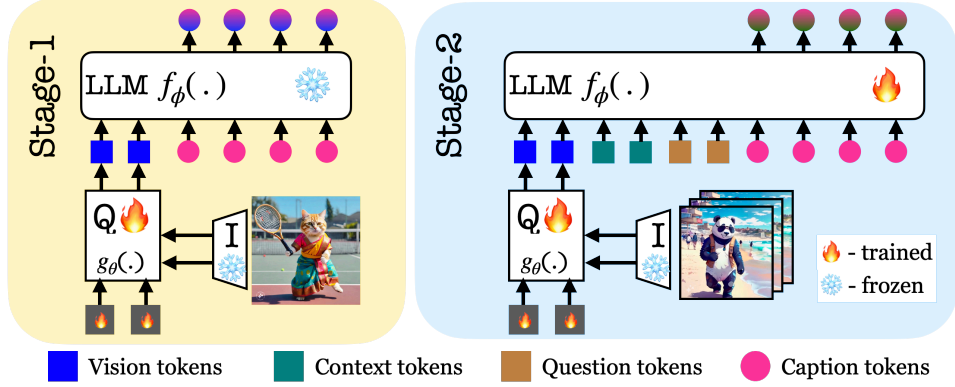 Stage-1
LLM fϕ(.)
Q
gθ(.)
I
Stage-2
LLM fϕ(.)
Q
gθ(.)
I
- trained
- frozen
Vision tokens
Context tokens
Question tokens
Caption tokens